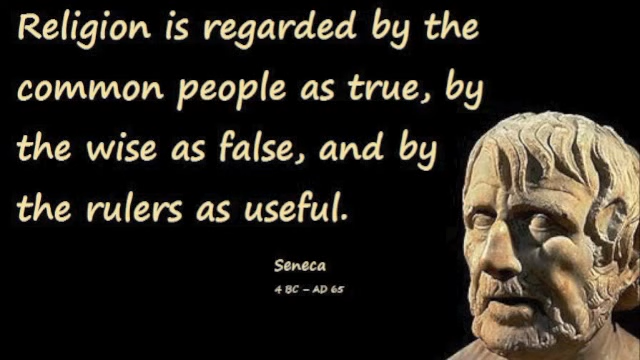 Religion is regarded by the
common people as true, by
the wise as false, and by
the rulers as useful.
Seneca
4 BC – AD 65